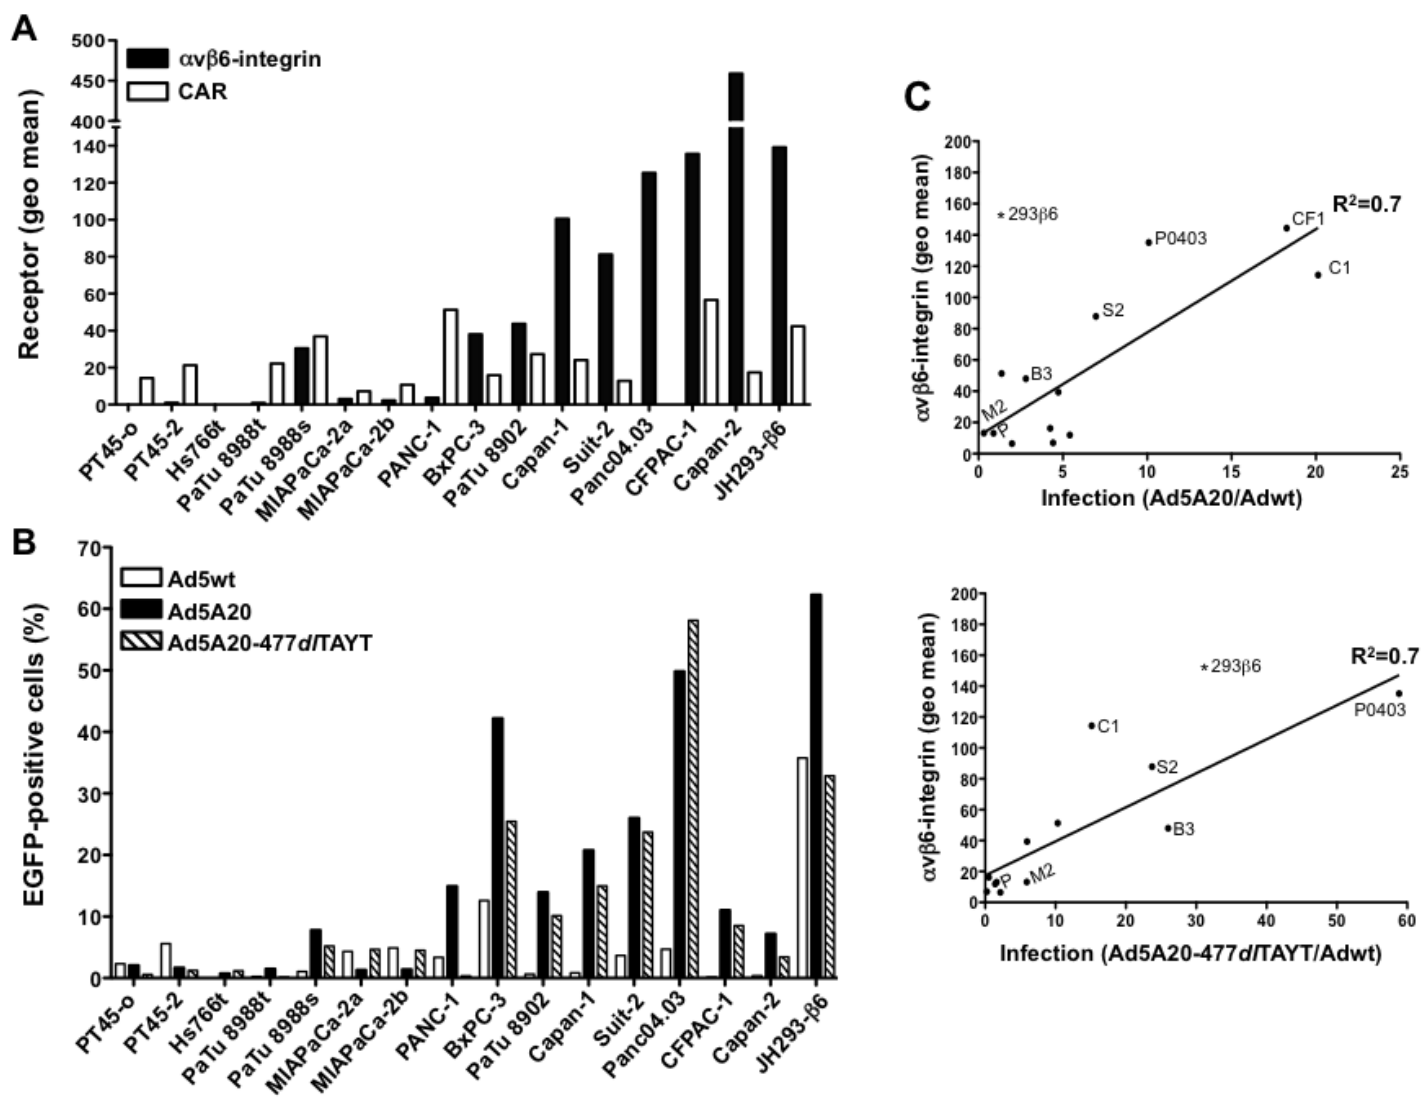 A
500
450
400
140
120
100
80
60
40
20
0
Receptor (geo mean)
αvβ6-integrin
CAR
PT45-o
PT45-2
Hs766t
PaTu 8988t
PaTu 8988s
MIAPaCa-2a
MIAPaCa-2b
PANC-1
BxPC-3
PaTu 8902
Capan-1
Suit-2
Panc04.03
CFPAC-1
Capan-2
JH293-β6
B
70
60
50
40
30
20
10
0
EGFP-positive cells (%)
Ad5wt
Ad5A20
Ad5A20-477dlTAYT
PT45-o
PT45-2
Hs766t
PaTu 8988t
PaTu 8988s
MIAPaCa-2a
MIAPaCa-2b
PANC-1
BxPC-3
PaTu 8902
Capan-1
Suit-2
Panc04.03
CFPAC-1
Capan-2
JH293-β6
C
200
180
160
140
120
100
80
60
40
20
0
αvβ6-integrin (geo mean)
*293β6
R²=0.7
CF1
P0403
C1
S2
B3
M2
P
0 5 10 15 20 25
Infection (Ad5A20/Adwt)
200
180
160
140
120
100
80
60
40
20
0
αvβ6-integrin (geo mean)
*293β6
R²=0.7
P0403
C1
S2
B3
P
M2
0 10 20 30 40 50 60
Infection (Ad5A20-477dlTAYT/Adwt)